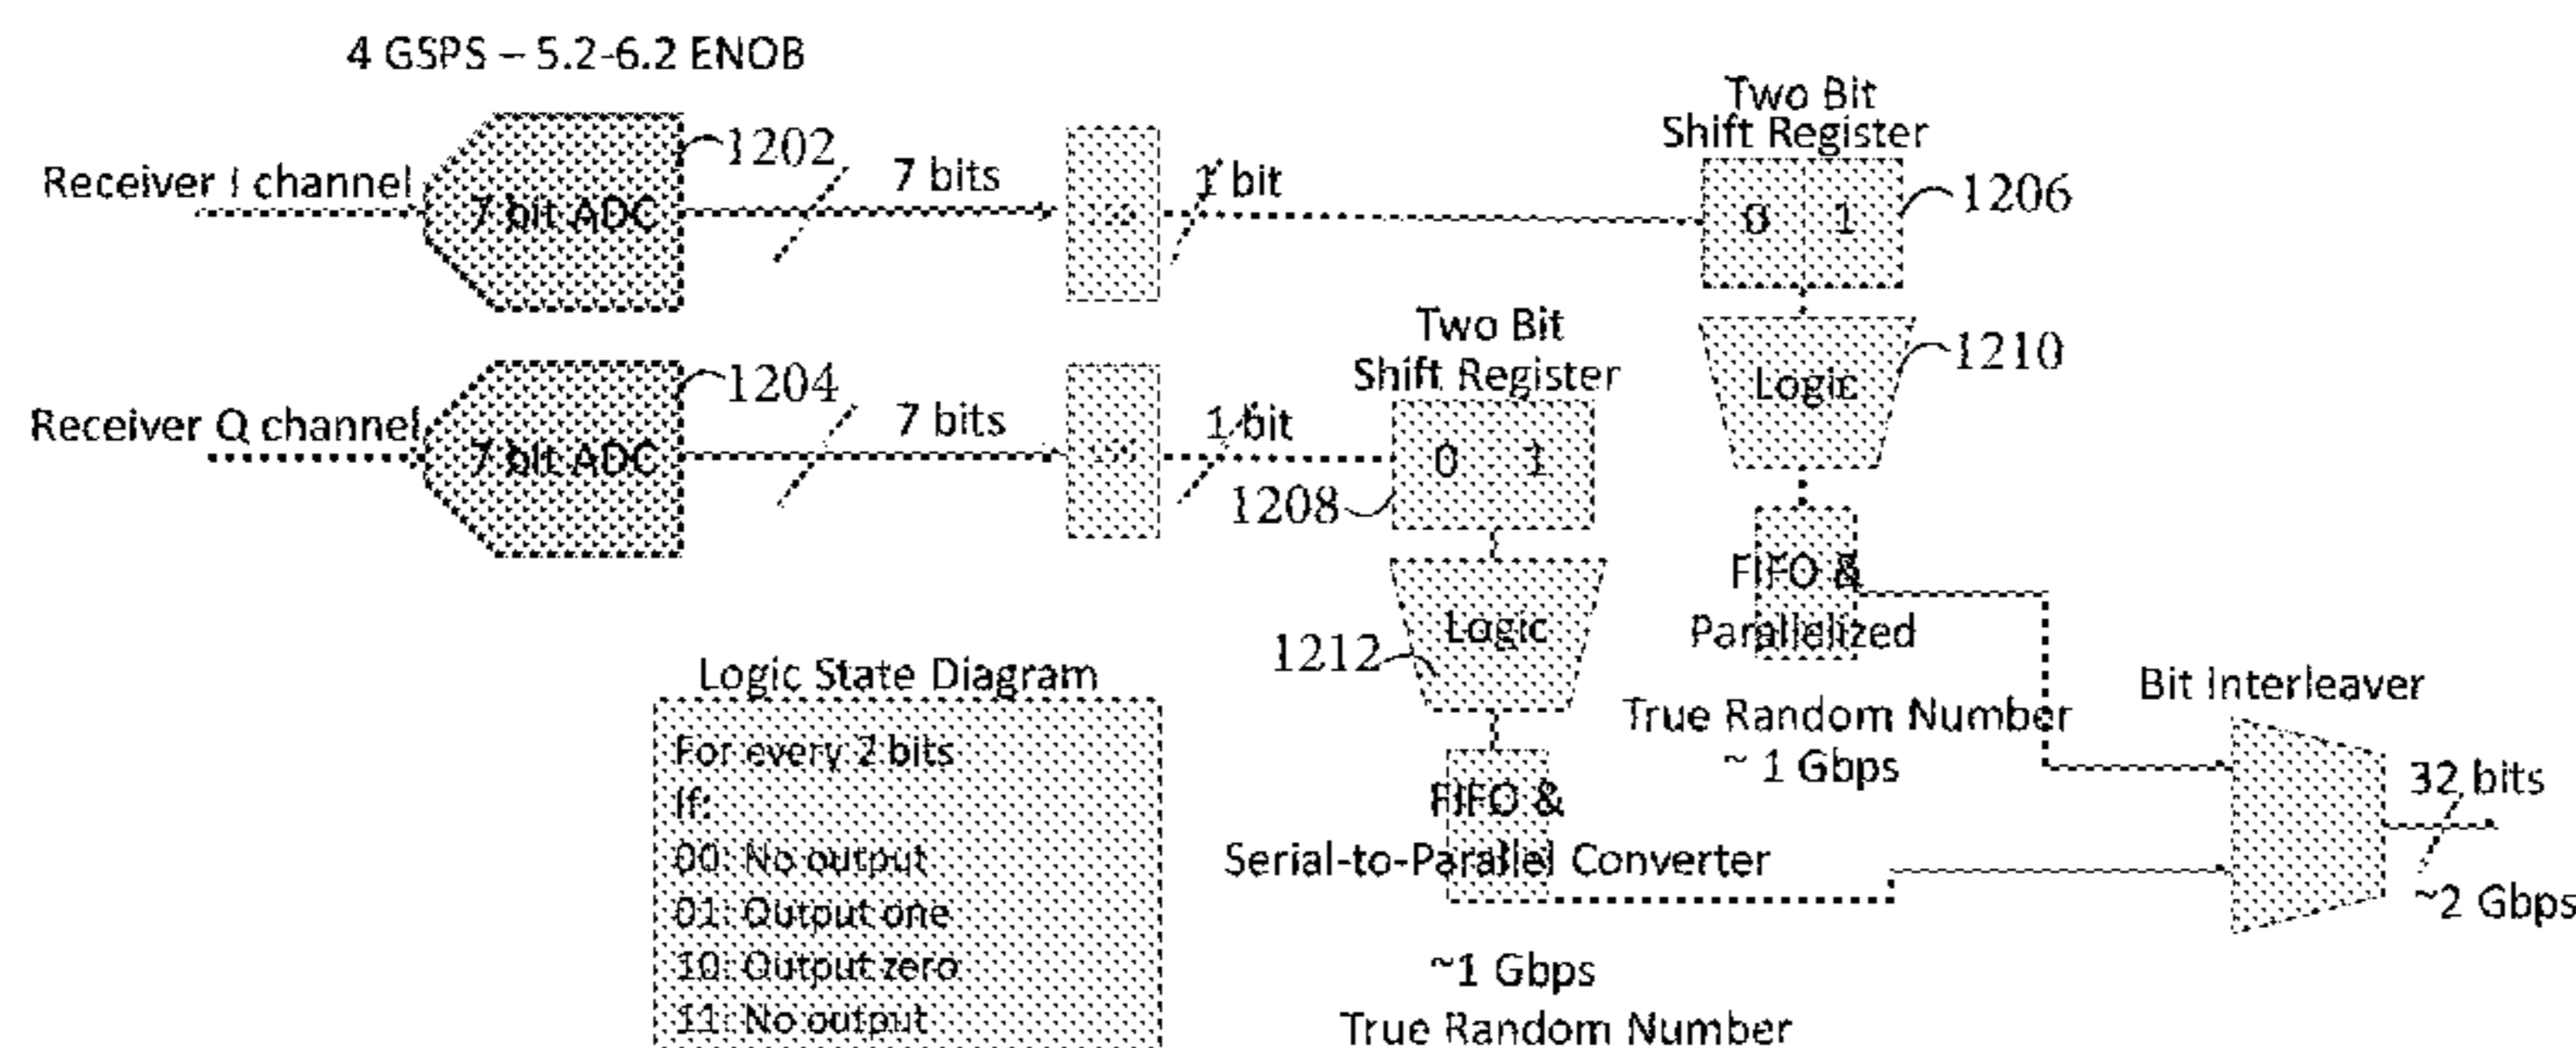 4 GSPS – 5.2-6.2 ENOB
Receiver I channel
7 bit ADC
1202
7 bits
1 bit
Two Bit
Shift Register
0 1
1206
Logic
1210
FIFO &
Parallelized
True Random Number
~ 1 Gbps
Receiver Q channel
7 bit ADC
1204
7 bits
1 bit
Two Bit
Shift Register
0 1
1208
Logic
1212
FIFO &
Serial-to-Parallel Converter
~1 Gbps
True Random Number
Bit Interleaver
32 bits
~2 Gbps
Logic State Diagram
For every 2 bits
If:
00: No output
01: Output one
10: Output zero
11: No output